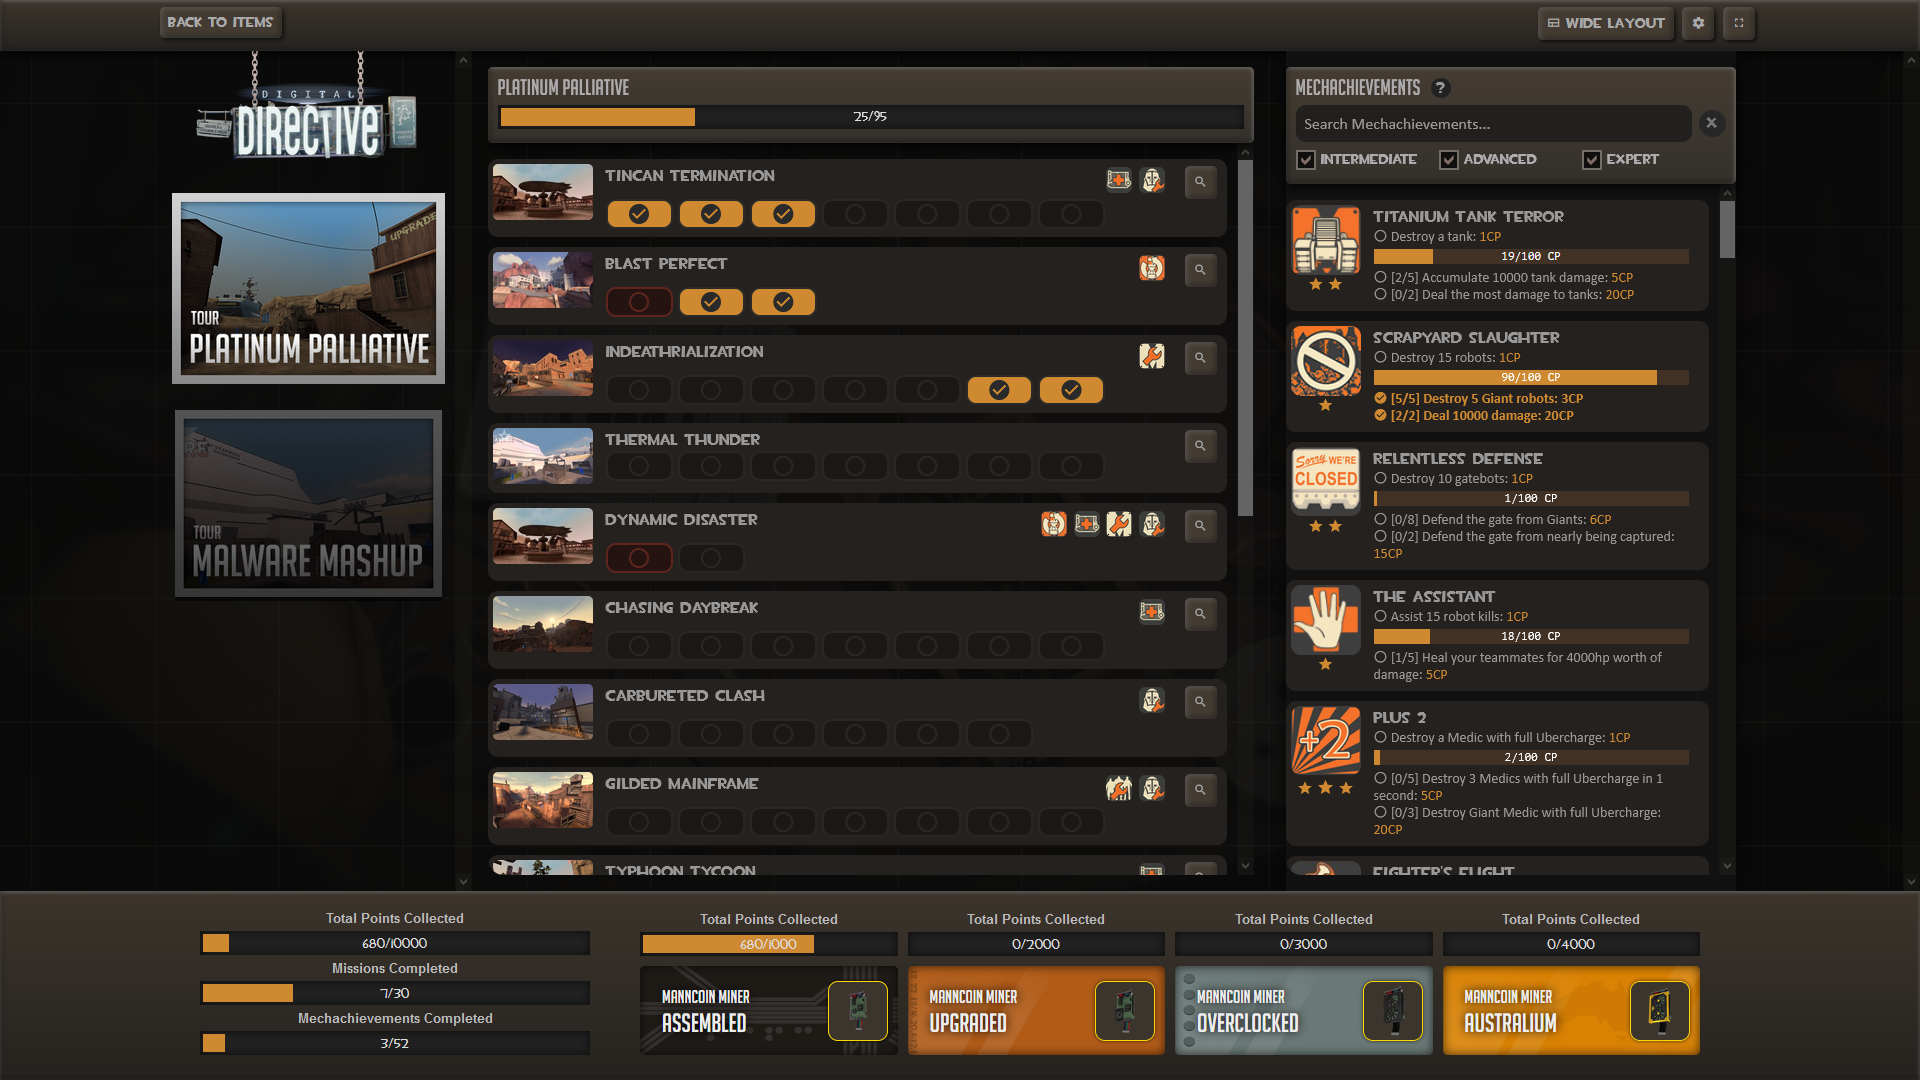 BACK TO ITEMS
WIDE LAYOUT
DIGITAL
DIRECTIVE
UPGRADE
TOUR
PLATINUM PALLIATIVE
TOUR
MALWARE MASHUP
PLATINUM PALLIATIVE
25/95
TINCAN TERMINATION
BLAST PERFECT
INDEATHRIALIZATION
THERMAL THUNDER
DYNAMIC DISASTER
CHASING DAYBREAK
CARBURETED CLASH
GILDED MAINFRAME
TYPHOON TYCOON
MECHACHIEVEMENTS ?
Search Mechachievements...
INTERMEDIATE
ADVANCED
EXPERT
TITANIUM TANK TERROR
Destroy a tank: 1CP
19/100 CP
[2/5] Accumulate 10000 tank damage: 5CP
[0/2] Deal the most damage to tanks: 20CP
SCRAPYARD SLAUGHTER
Destroy 15 robots: 1CP
90/100 CP
[5/5] Destroy 5 Giant robots: 3CP
[2/2] Deal 10000 damage: 20CP
Sorry WE'RE
CLOSED
RELENTLESS DEFENSE
Destroy 10 gatebots: 1CP
1/100 CP
[0/8] Defend the gate from Giants: 6CP
[0/2] Defend the gate from nearly being captured:
15CP
THE ASSISTANT
Assist 15 robot kills: 1CP
18/100 CP
[1/5] Heal your teammates for 4000hp worth of
damage: 5CP
+2
PLUS 2
Destroy a Medic with full Ubercharge: 1CP
2/100 CP
[0/5] Destroy 3 Medics with full Ubercharge in 1
second: 5CP
[0/3] Destroy Giant Medic with full Ubercharge:
20CP
FIGHTER'S FLIGHT
Total Points Collected
680/10000
Missions Completed
7/30
Mechachievements Completed
3/52
Total Points Collected
680/1000
MANNCOIN MINER
ASSEMBLED
Total Points Collected
0/2000
MANNCOIN MINER
UPGRADED
Total Points Collected
0/3000
MANNCOIN MINER
OVERCLOCKED
Total Points Collected
0/4000
MANNCOIN MINER
AUSTRALIUM